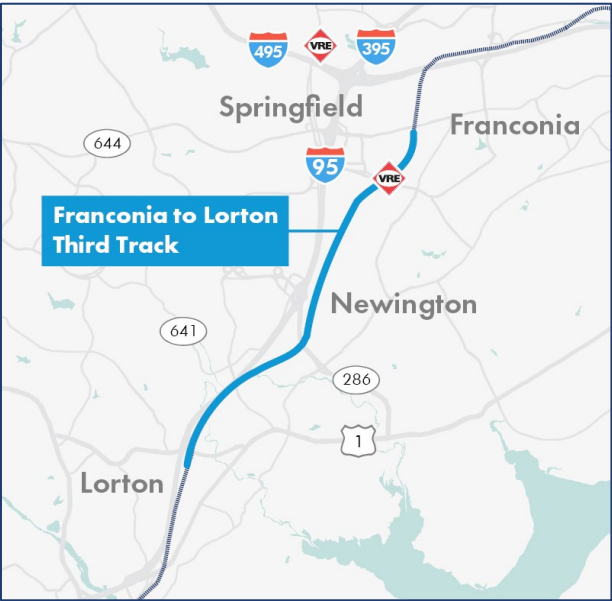 495
VRE
395
Springfield
Franconia
644
95
VRE
Franconia to Lorton
Third Track
Newington
641
286
1
Lorton